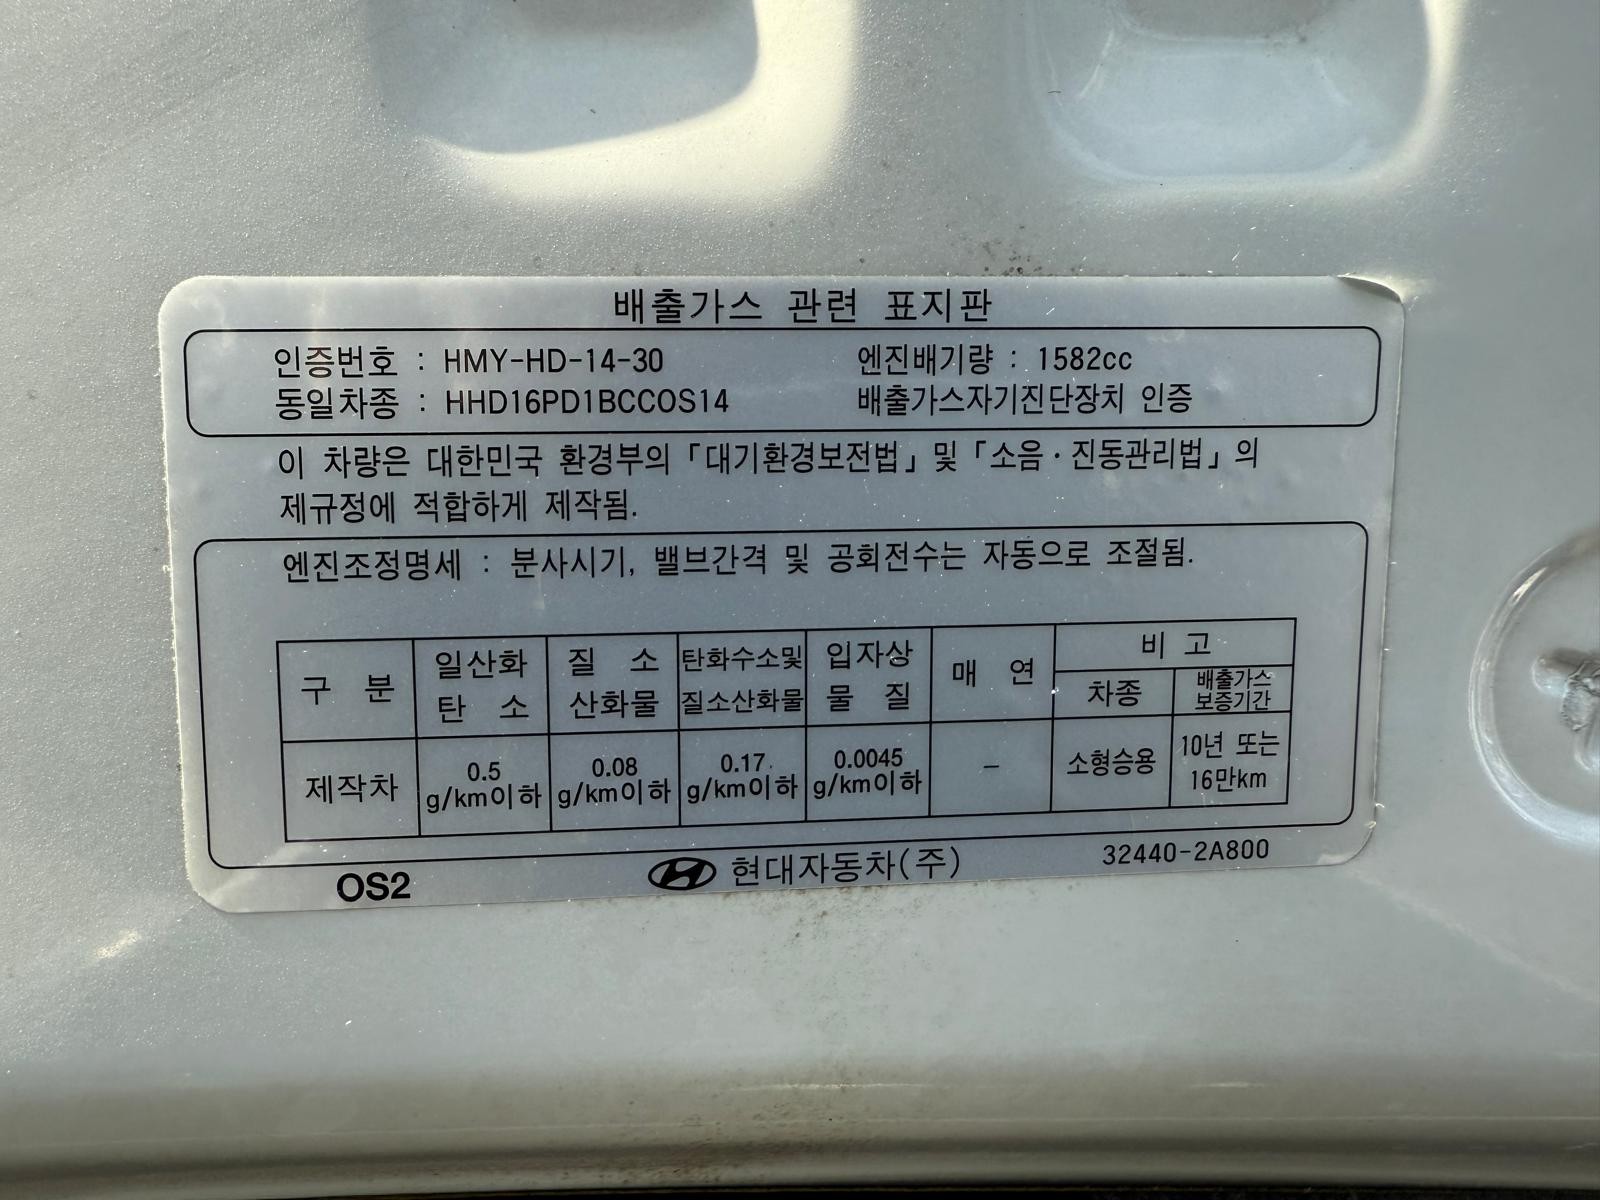 배출가스 관련 표지판
인증번호 : HMY-HD-14-30 엔진배기량 : 1582cc
동일차종 : HHD16PD1BCCOS14 배출가스자기진단장치 인증
이 차량은 대한민국 환경부의 「대기환경보전법」 및 「소음·진동관리법」의
제규정에 적합하게 제작됨.
엔진조정명세 : 분사시기, 밸브간격 및 공회전수는 자동으로 조절됨.
구 분
일산화
탄 소
질 소
산화물
탄화수소및
질소산화물
입자상
물 질
매 연
비 고
차종
배출가스
보증기간
제작차
0.5
g/km이하
0.08
g/km이하
0.17
g/km이하
0.0045
g/km이하
–
소형승용
10년 또는
16만km
OS2 현대자동차(주) 32440-2A800